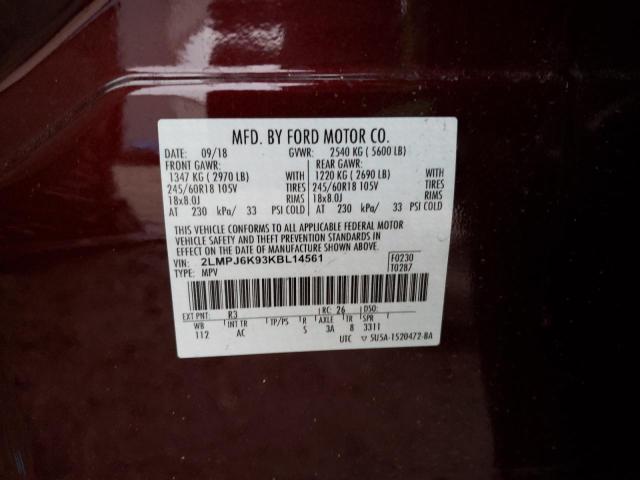 MFD. BY FORD MOTOR CO.
DATE: 09/18 GVWR: 2540 KG ( 5600 LB)
FRONT GAWR: REAR GAWR:
1347 KG ( 2970 LB) WITH 1220 KG ( 2690 LB) WITH
245/60R18 105V TIRES 245/60R18 105V TIRES
18x8.0J RIMS 18x8.0J RIMS
AT 230 kPa/ 33 PSI COLD AT 230 kPa/ 33 PSI COLD
THIS VEHICLE CONFORMS TO ALL APPLICABLE FEDERAL MOTOR
VEHICLE SAFETY AND THEFT PREVENTION STANDARDS IN
EFFECT ON THE DATE OF MANUFACTURE SHOWN ABOVE.
VIN: 2LMPJ6K93KBL14561 F0230
TYPE: MPV T0287
EXT PNT: R3 RC: 26 DSO:
WB INT TR TP/PS R AXLE TR SPR
112 AC S 3A 8 3311
UTC ▽ 5U5A-1520472-BA